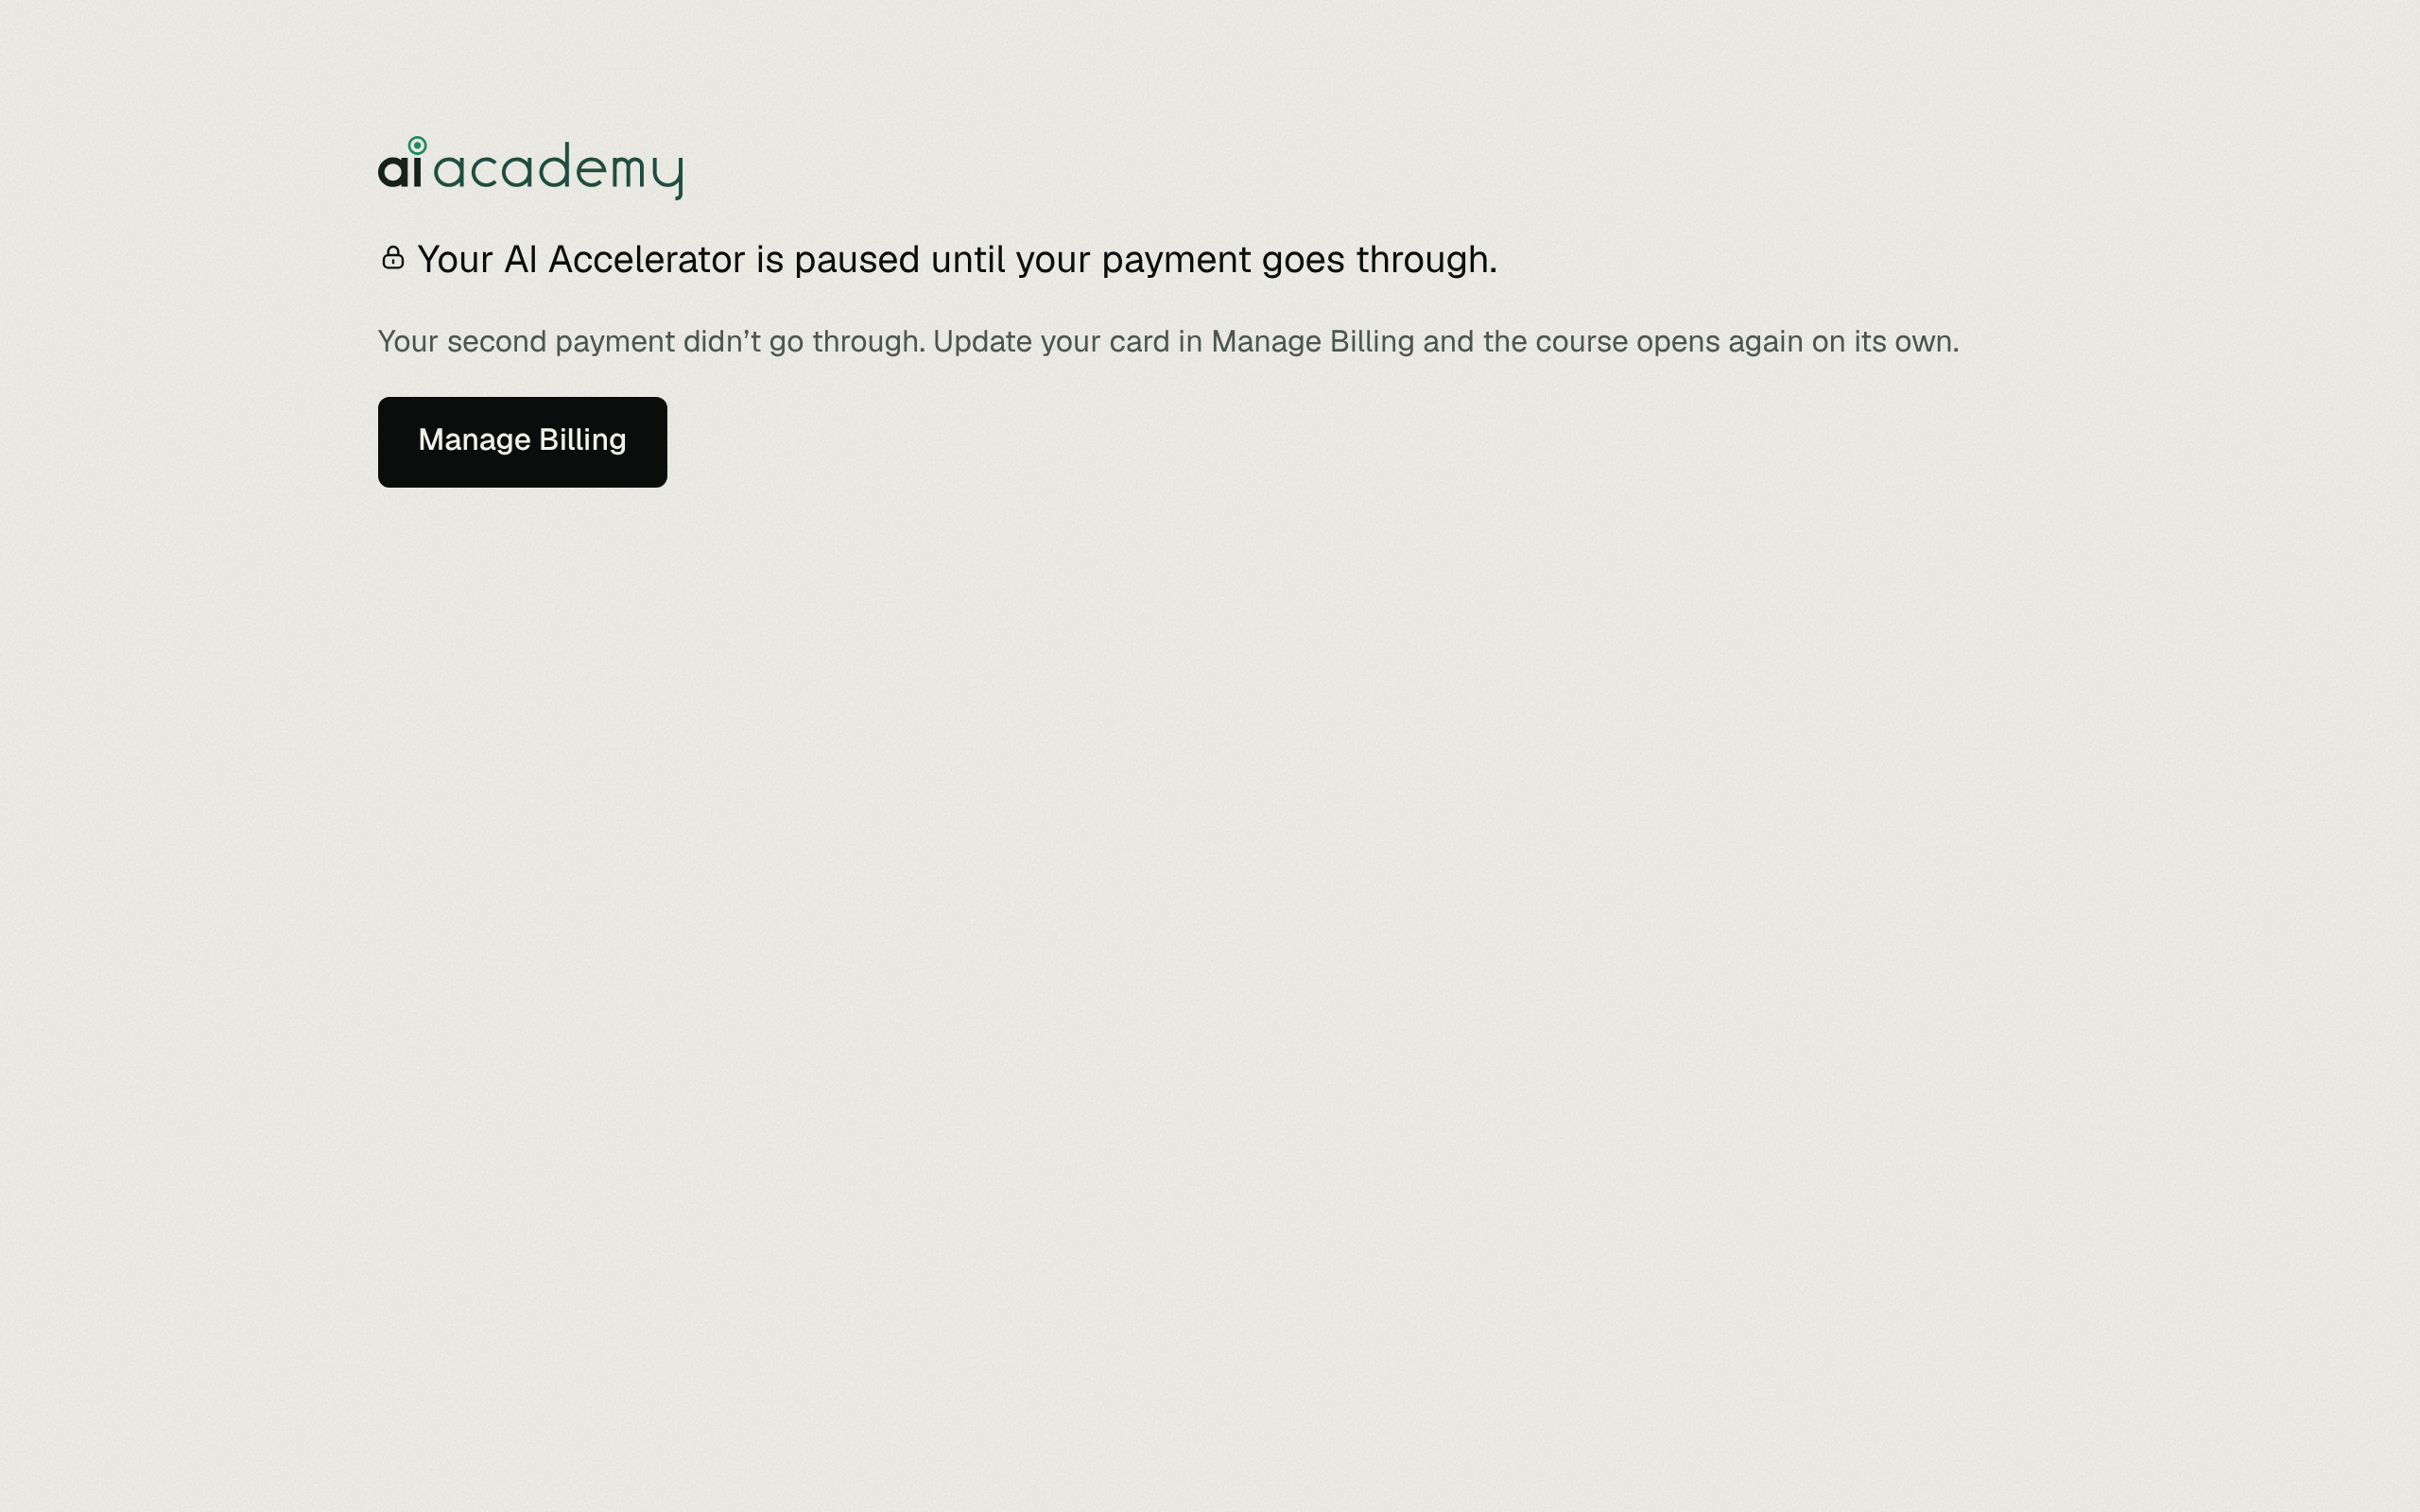 ai academy
Your AI Accelerator is paused until your payment goes through.
Your second payment didn’t go through. Update your card in Manage Billing and the course opens again on its own.
Manage Billing